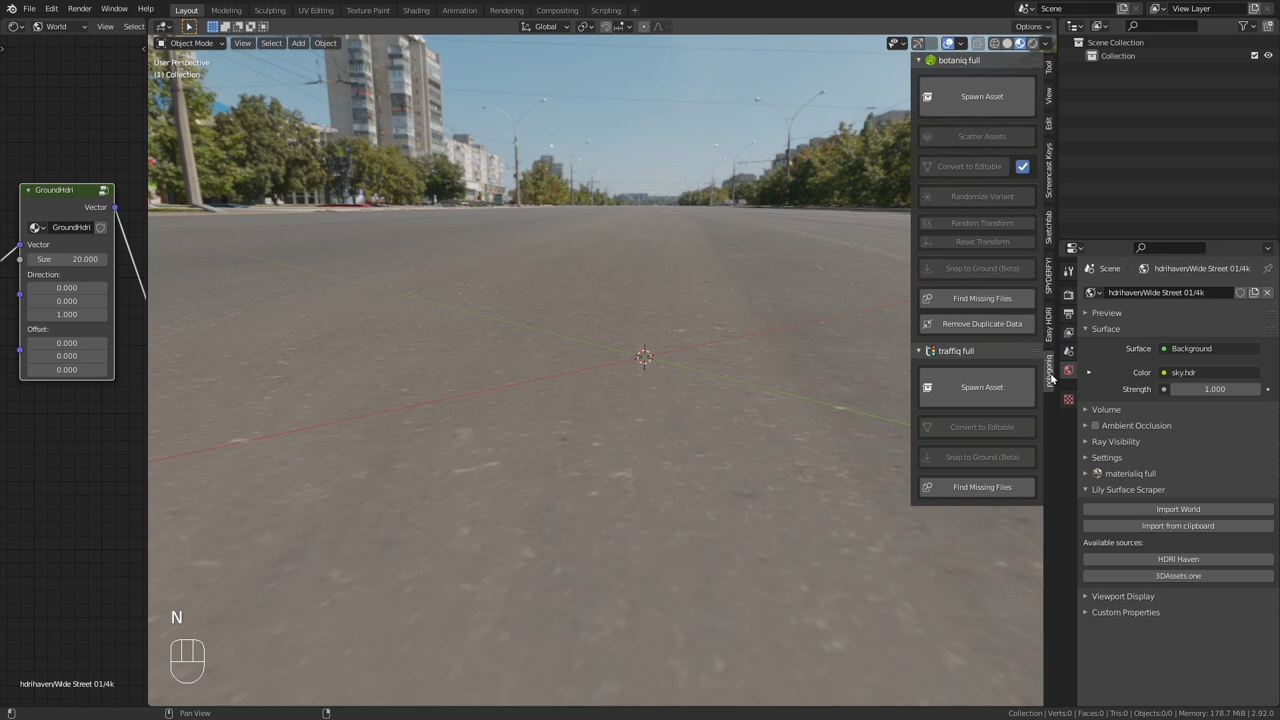 File Edit Render Window Help
Layout Modeling Sculpting UV Editing Texture Paint Shading Animation Rendering Compositing Scripting +
Scene
View Layer
World View Select
Global
Options
Object Mode View Select Add Object
User Perspective
(1) Collection
GroundHdri
Vector
GroundHdri
Vector
Size 20.000
Direction:
0.000
0.000
1.000
Offset:
0.000
0.000
0.000
hdrihaven/Wide Street 01/4k
N
botaniq full
Spawn Asset
Scatter Assets
Convert to Editable
Randomize Variant
Random Transform
Reset Transform
Snap to Ground (Beta)
Find Missing Files
Remove Duplicate Data
traffiq full
Spawn Asset
Convert to Editable
Snap to Ground (Beta)
Find Missing Files
Tool
View
Edit
Screencast Keys
Sketchfab
SPYDERFY!
Easy HDRI
polygoniq
Scene Collection
Collection
Scene hdrihaven/Wide Street 01/4k
hdrihaven/Wide Street 01/4k
Preview
Surface
Surface Background
Color sky.hdr
Strength 1.000
Volume
Ambient Occlusion
Ray Visibility
Settings
materialiq full
Lily Surface Scraper
Import World
Import from clipboard
Available sources:
HDRI Haven
3DAssets.one
Viewport Display
Custom Properties
Pan View
Collection | Verts:0 | Faces:0 | Tris:0 | Objects:0/0 | Memory: 178.7 MiB | 2.92.0